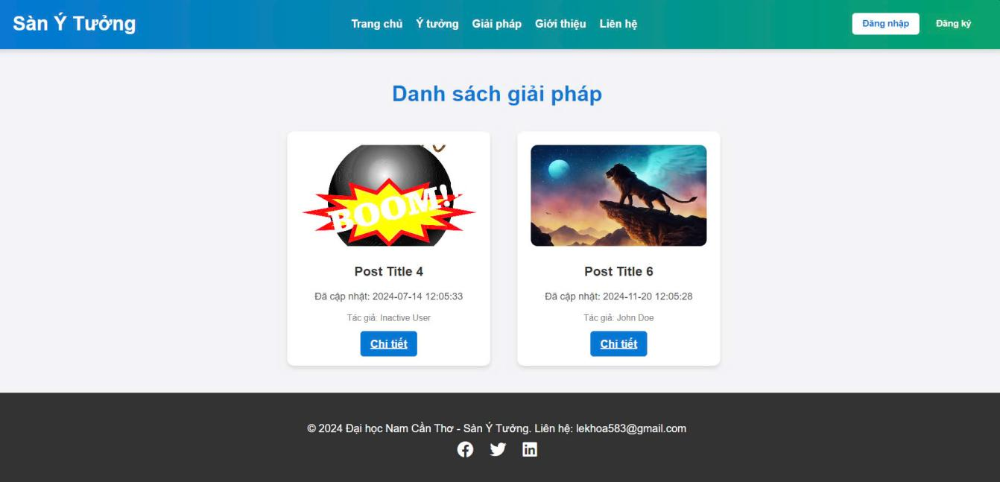 Sàn Ý Tưởng
Trang chủ Ý tưởng Giải pháp Giới thiệu Liên hệ
Đăng nhập Đăng ký
Danh sách giải pháp
BOOM!
Post Title 4
Đã cập nhật: 2024-07-14 12:05:33
Tác giả: Inactive User
Chi tiết
Post Title 6
Đã cập nhật: 2024-11-20 12:05:28
Tác giả: John Doe
Chi tiết
© 2024 Đại học Nam Cần Thơ - Sàn Ý Tưởng. Liên hệ: lekhoa583@gmail.com